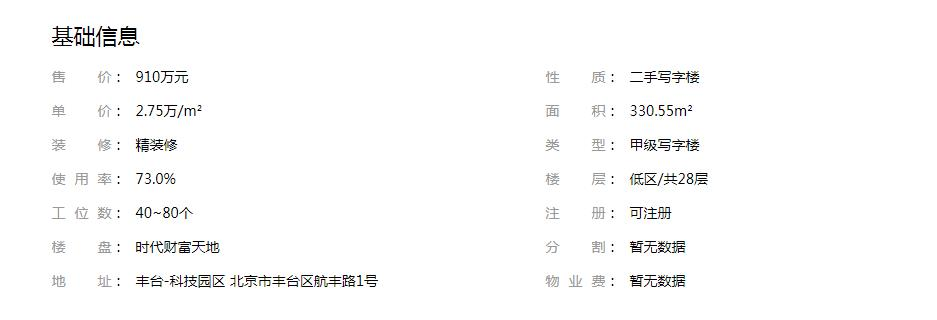 基础信息
售价： 910万元 性质： 二手写字楼
单价： 2.75万/m² 面积： 330.55m²
装修： 精装修 类型： 甲级写字楼
使用率： 73.0% 楼层： 低区/共28层
工位数： 40~80个 注册： 可注册
楼盘： 时代财富天地 分割： 暂无数据
地址： 丰台-科技园区 北京市丰台区航丰路1号 物业费： 暂无数据